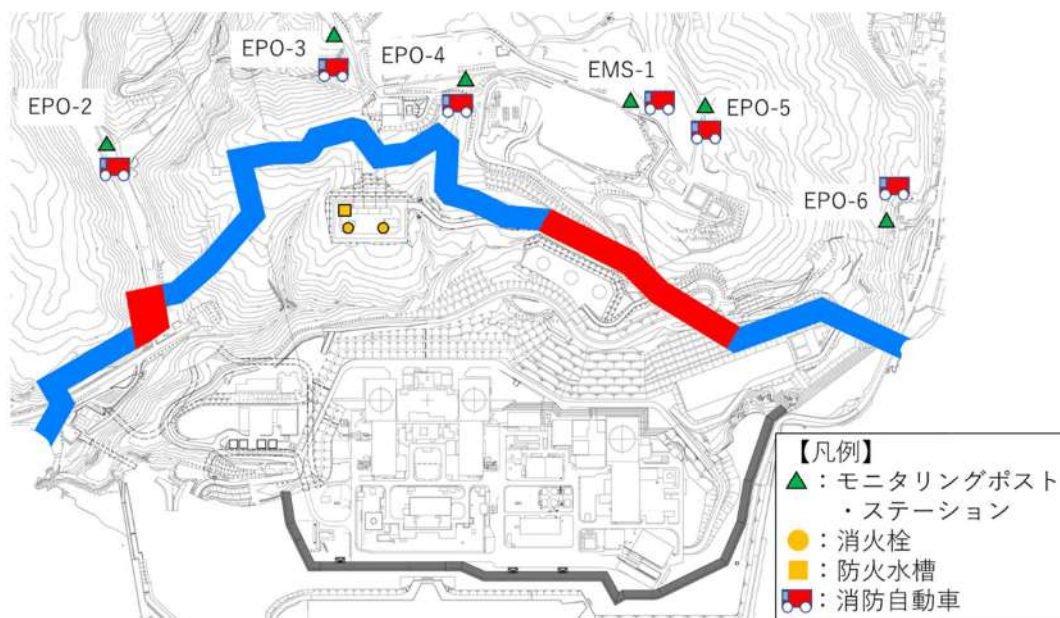 EPO-3
EPO-4
EMS-1
EPO-2
EPO-5
EPO-6
【凡例】
：モニタリングポスト
・ステーション
：消火栓
：防火水槽
：消防自動車